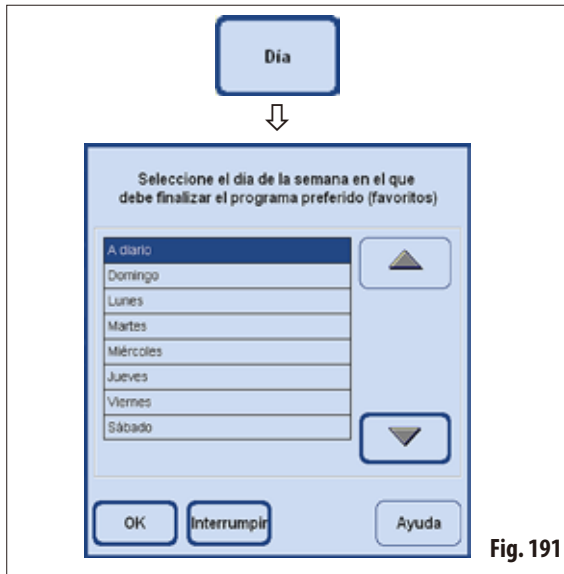 Día
Seleccione el día de la semana en el que
debe finalizar el programa preferido (favoritos)
A diario
Domingo
Lunes
Martes
Miércoles
Jueves
Viernes
Sábado
OK
Interrumpir
Ayuda
Fig. 191